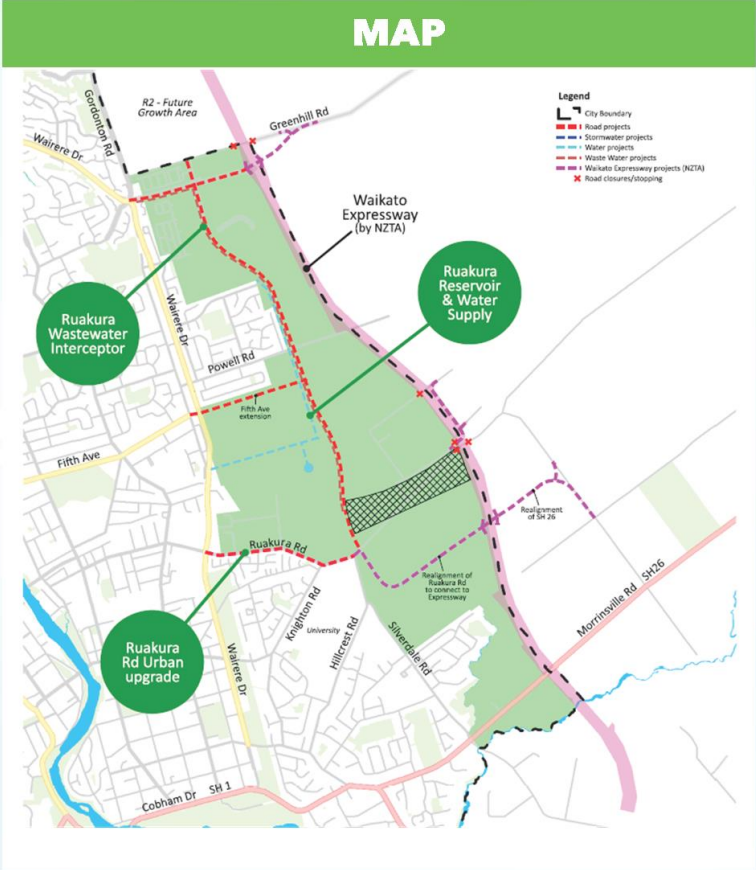 MAP
R2 - Future
Growth Area
Gordonton Rd
Greenhill Rd
Wairere Dr
Legend
City Boundary
Road projects
Stormwater projects
Water projects
Waste Water projects
Waikato Expressway projects (NZTA)
Road closures/stopping
Waikato
Expressway
(by NZTA)
Ruakura
Reservoir
& Water
Supply
Ruakura
Wastewater
Interceptor
Wairere Dr
Powell Rd
Fifth Ave
extension
Fifth Ave
Realignment
of SH 26
Ruakura Rd
Realignment of
Ruakura Rd
to connect to
Expressway
Morrinsville Rd SH26
Knighton Rd
University
Hillcrest Rd
Silverdale Rd
Ruakura
Rd Urban
upgrade
Wairere Dr
Cobham Dr SH 1